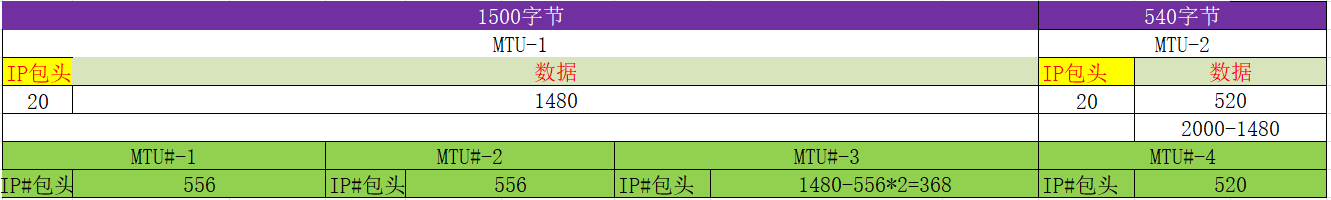 1500字节 540字节
MTU-1 MTU-2
IP包头 数据 IP包头 数据
20 1480 20 520
2000-1480
MTU#-1 MTU#-2 MTU#-3 MTU#-4
IP#包头 556 IP#包头 556 IP#包头 1480-556*2=368 IP#包头 520